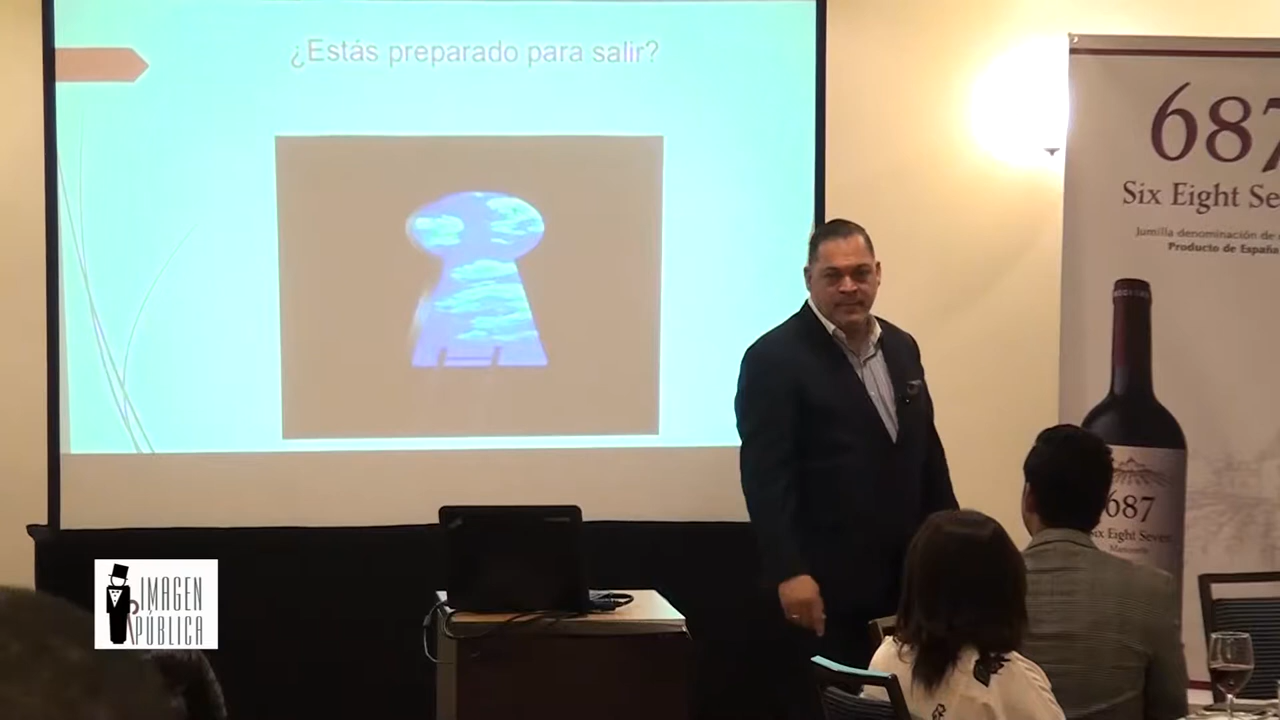 ¿Estás preparado para salir?
687
Six Eight Se
Jumilla denominación de
Producto de España
687
Six Eight Seven
IMAGEN
PÚBLICA